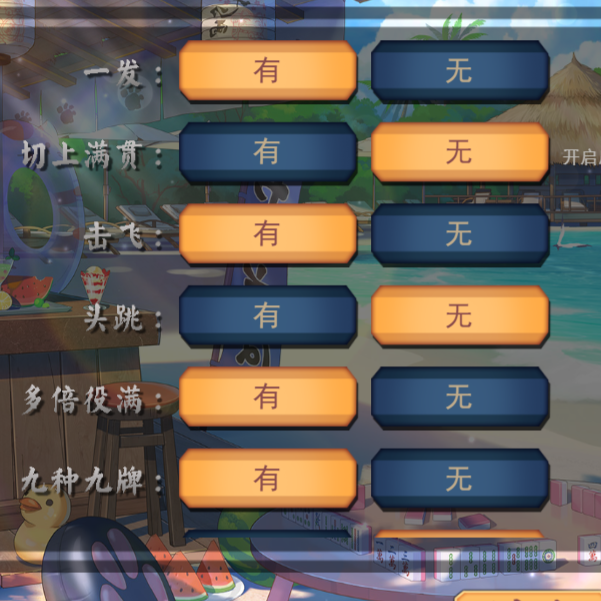 一发： 有 无
切上满贯： 有 无 开启
击飞： 有 无
头跳： 有 无
多倍役满： 有 无
九种九牌： 有 无